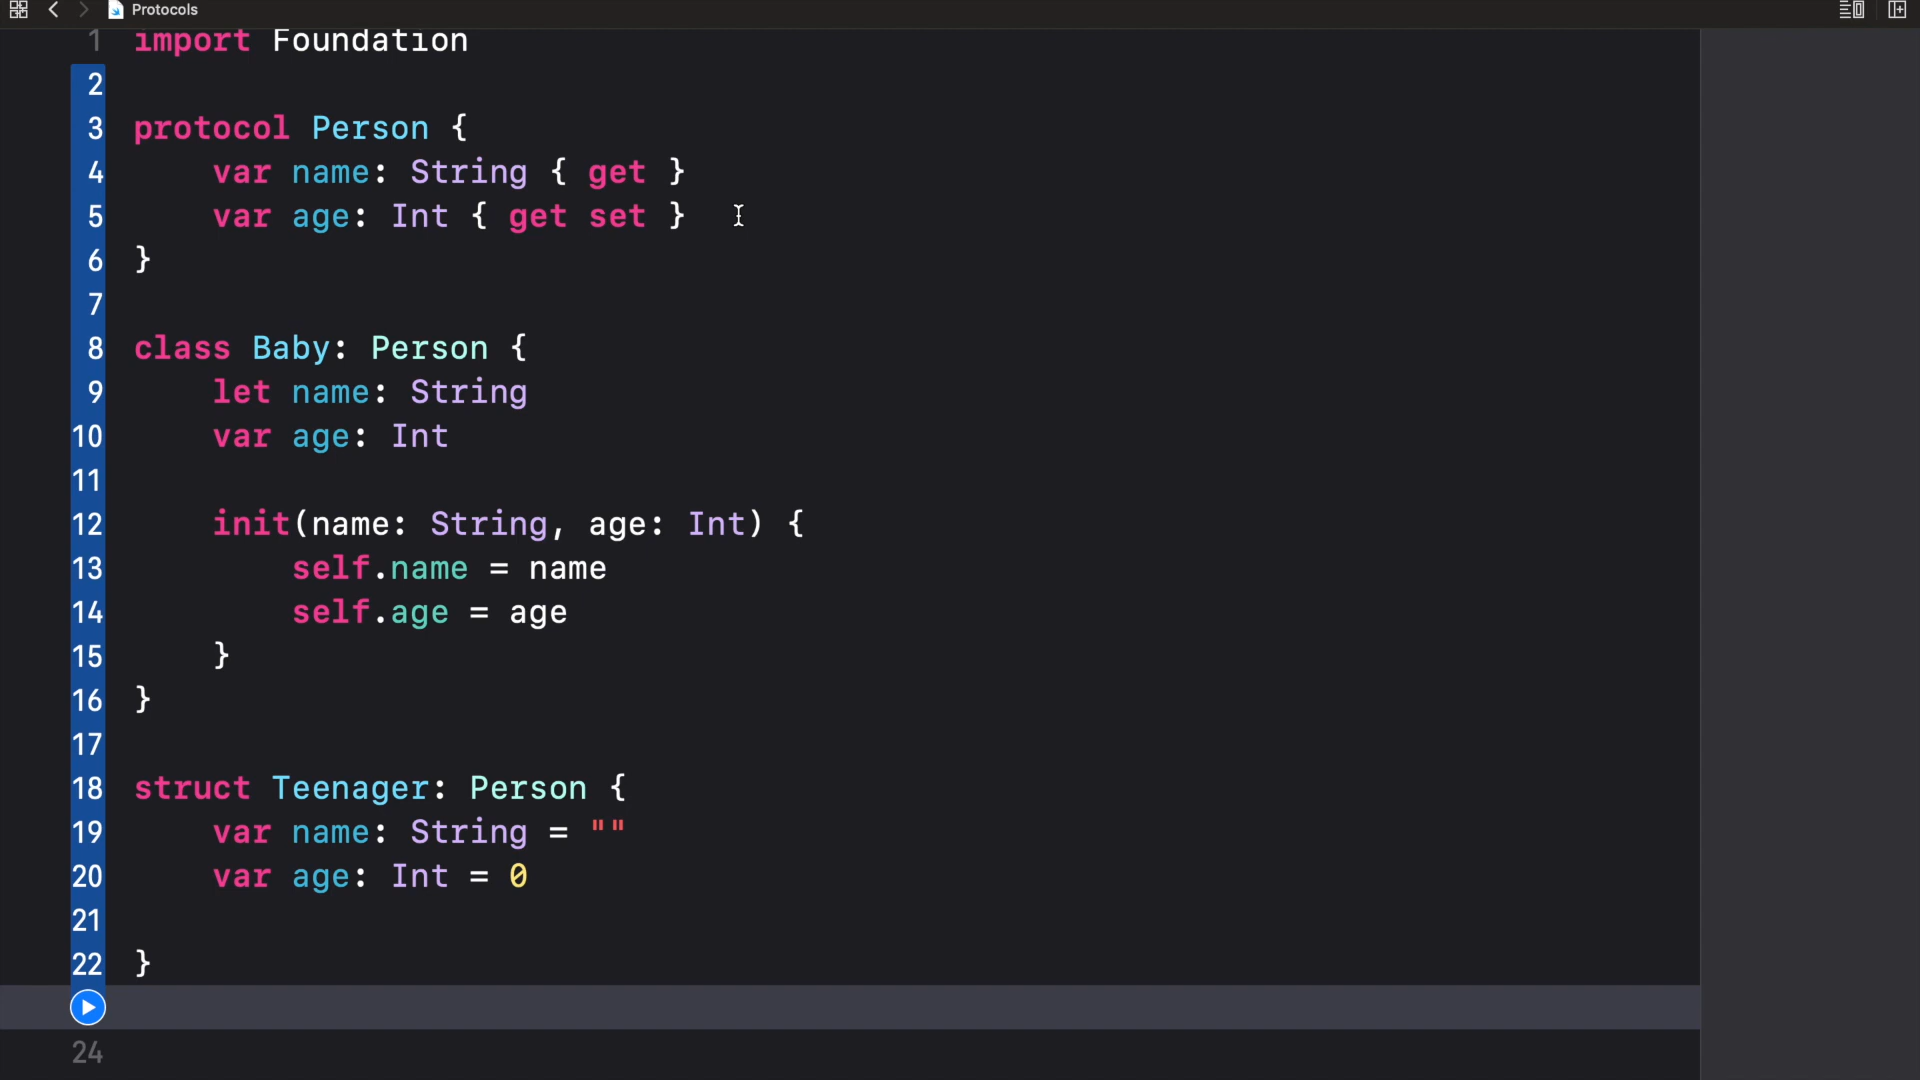 Protocols
1 import Foundation
2
3 protocol Person {
4     var name: String { get }
5     var age: Int { get set }
6 }
7
8 class Baby: Person {
9     let name: String
10     var age: Int
11
12     init(name: String, age: Int) {
13         self.name = name
14         self.age = age
15     }
16 }
17
18 struct Teenager: Person {
19     var name: String = ""
20     var age: Int = 0
21
22 }
24